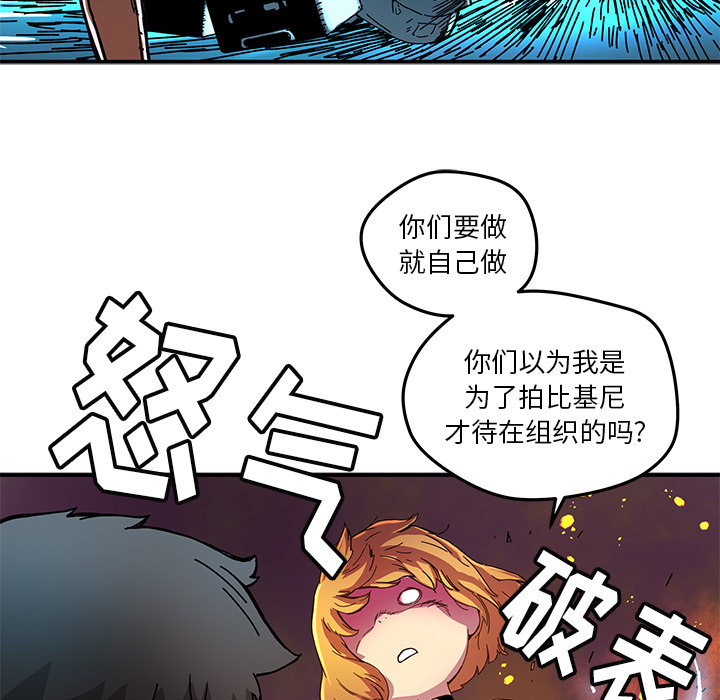 你们要做
就自己做
你们以为我是
为了拍比基尼
才待在组织的吗?
怒气
破表